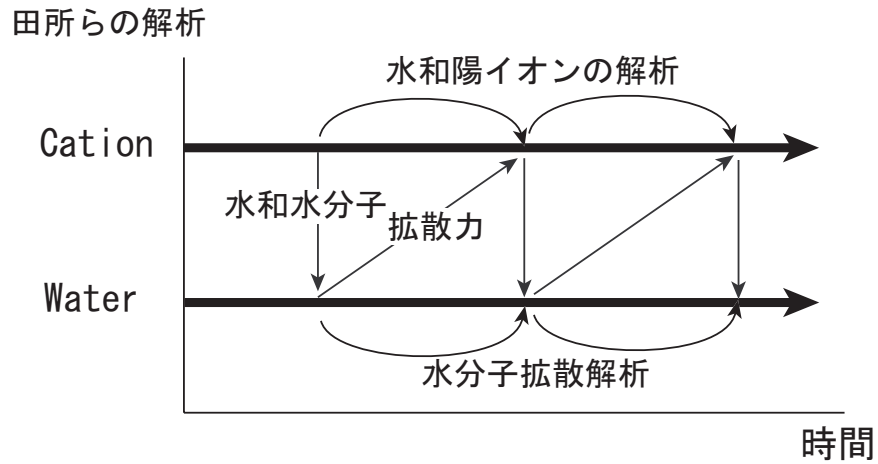 田所らの解析
水和陽イオンの解析
Cation
水和水分子
拡散力
Water
水分子拡散解析
時間